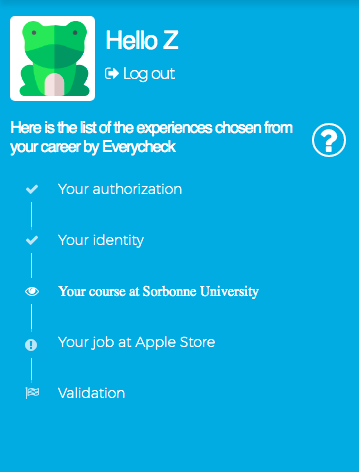 Hello Z
Log out
Here is the list of the experiences chosen from
your career by Everycheck
?
Your authorization
Your identity
Your course at Sorbonne University
Your job at Apple Store
Validation